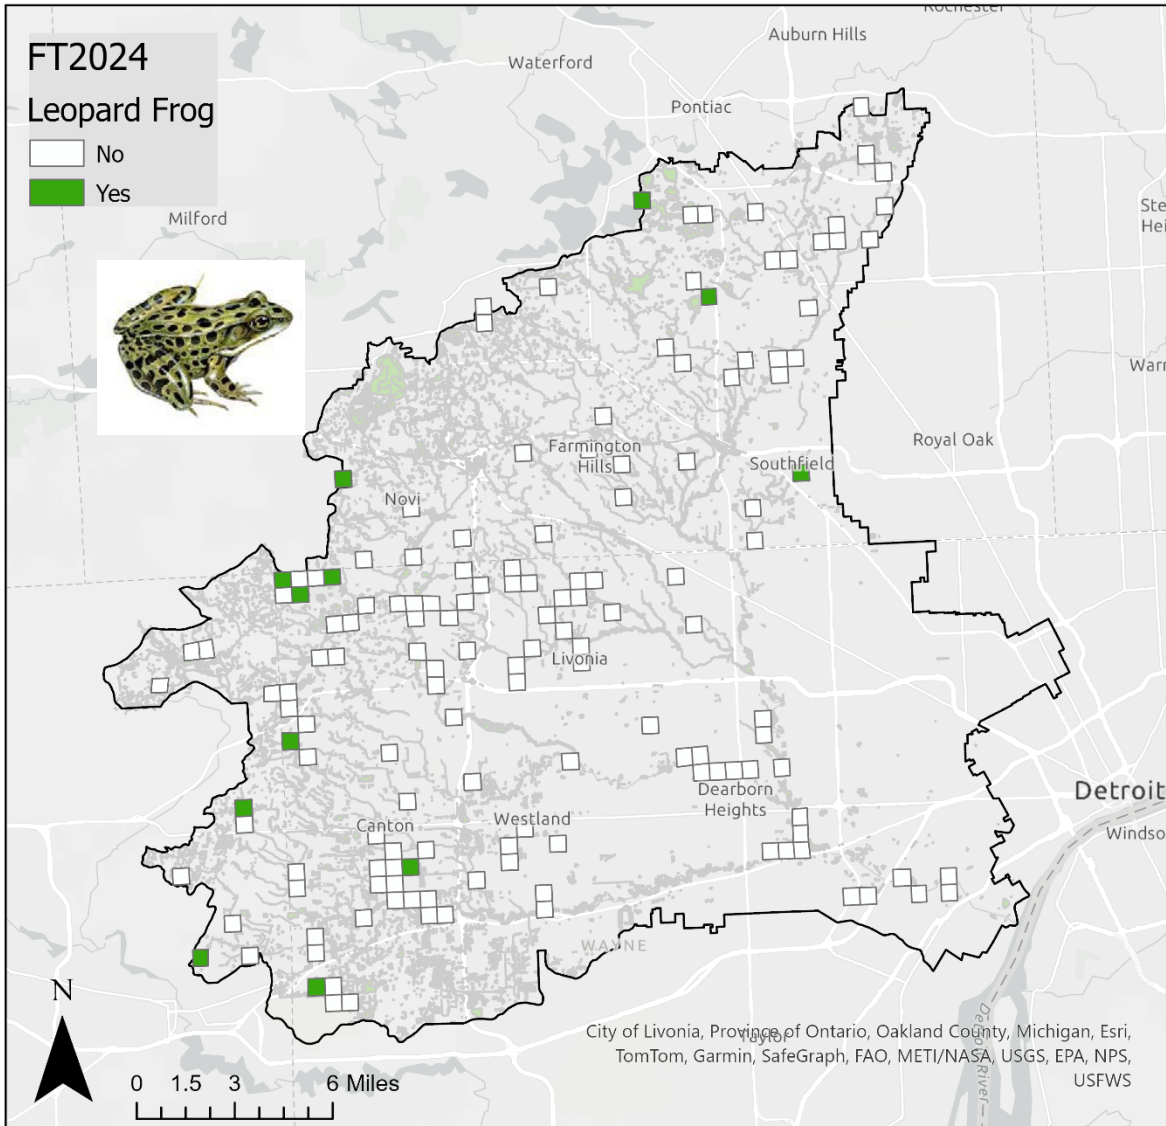 Rochester
Auburn Hills
FT2024
Waterford
Leopard Frog
Pontiac
No
Yes
Milford
Ste
Hei
Warr
Royal Oak
Farmington
Hills
Southfield
Novi
Livonia
Dearborn
Heights
Detroit
Westland
Canton
Windso
WAYNE
N
Detroit River
Taylor
City of Livonia, Province of Ontario, Oakland County, Michigan, Esri,
TomTom, Garmin, SafeGraph, FAO, METI/NASA, USGS, EPA, NPS,
USFWS
0 1.5 3 6 Miles